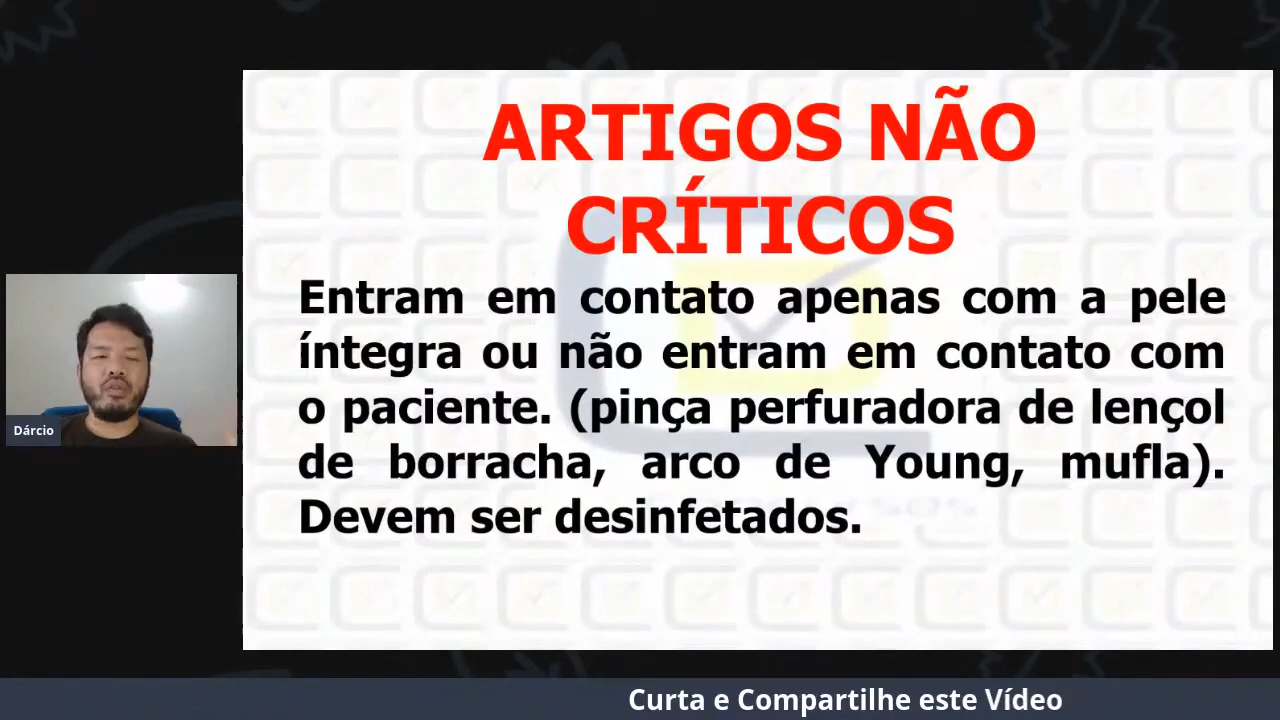 ARTIGOS NÃO
CRÍTICOS
Entram em contato apenas com a pele
íntegra ou não entram em contato com
o paciente. (pinça perfuradora de lençol
de borracha, arco de Young, mufla).
Devem ser desinfetados.
Dárcio
Curta e Compartilhe este Vídeo